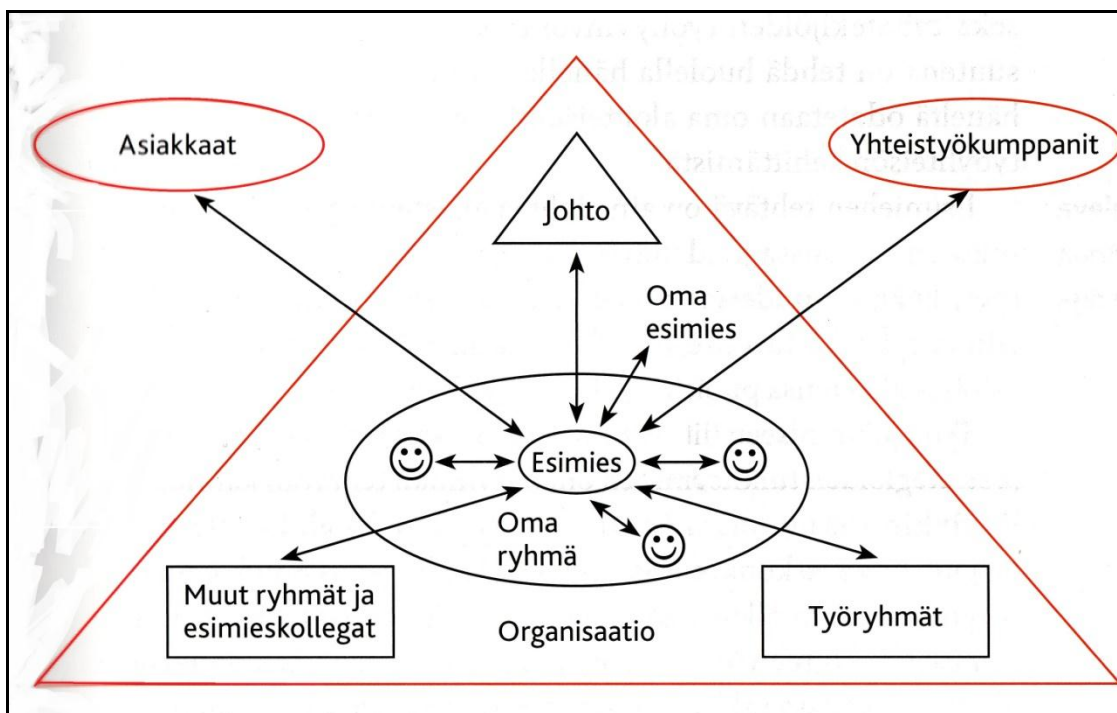 Asiakkaat
Yhteistyökumppanit
Johto
Oma
esimies
Esimies
Oma
ryhmä
Muut ryhmät ja
esimieskollegat
Organisaatio
Työryhmät